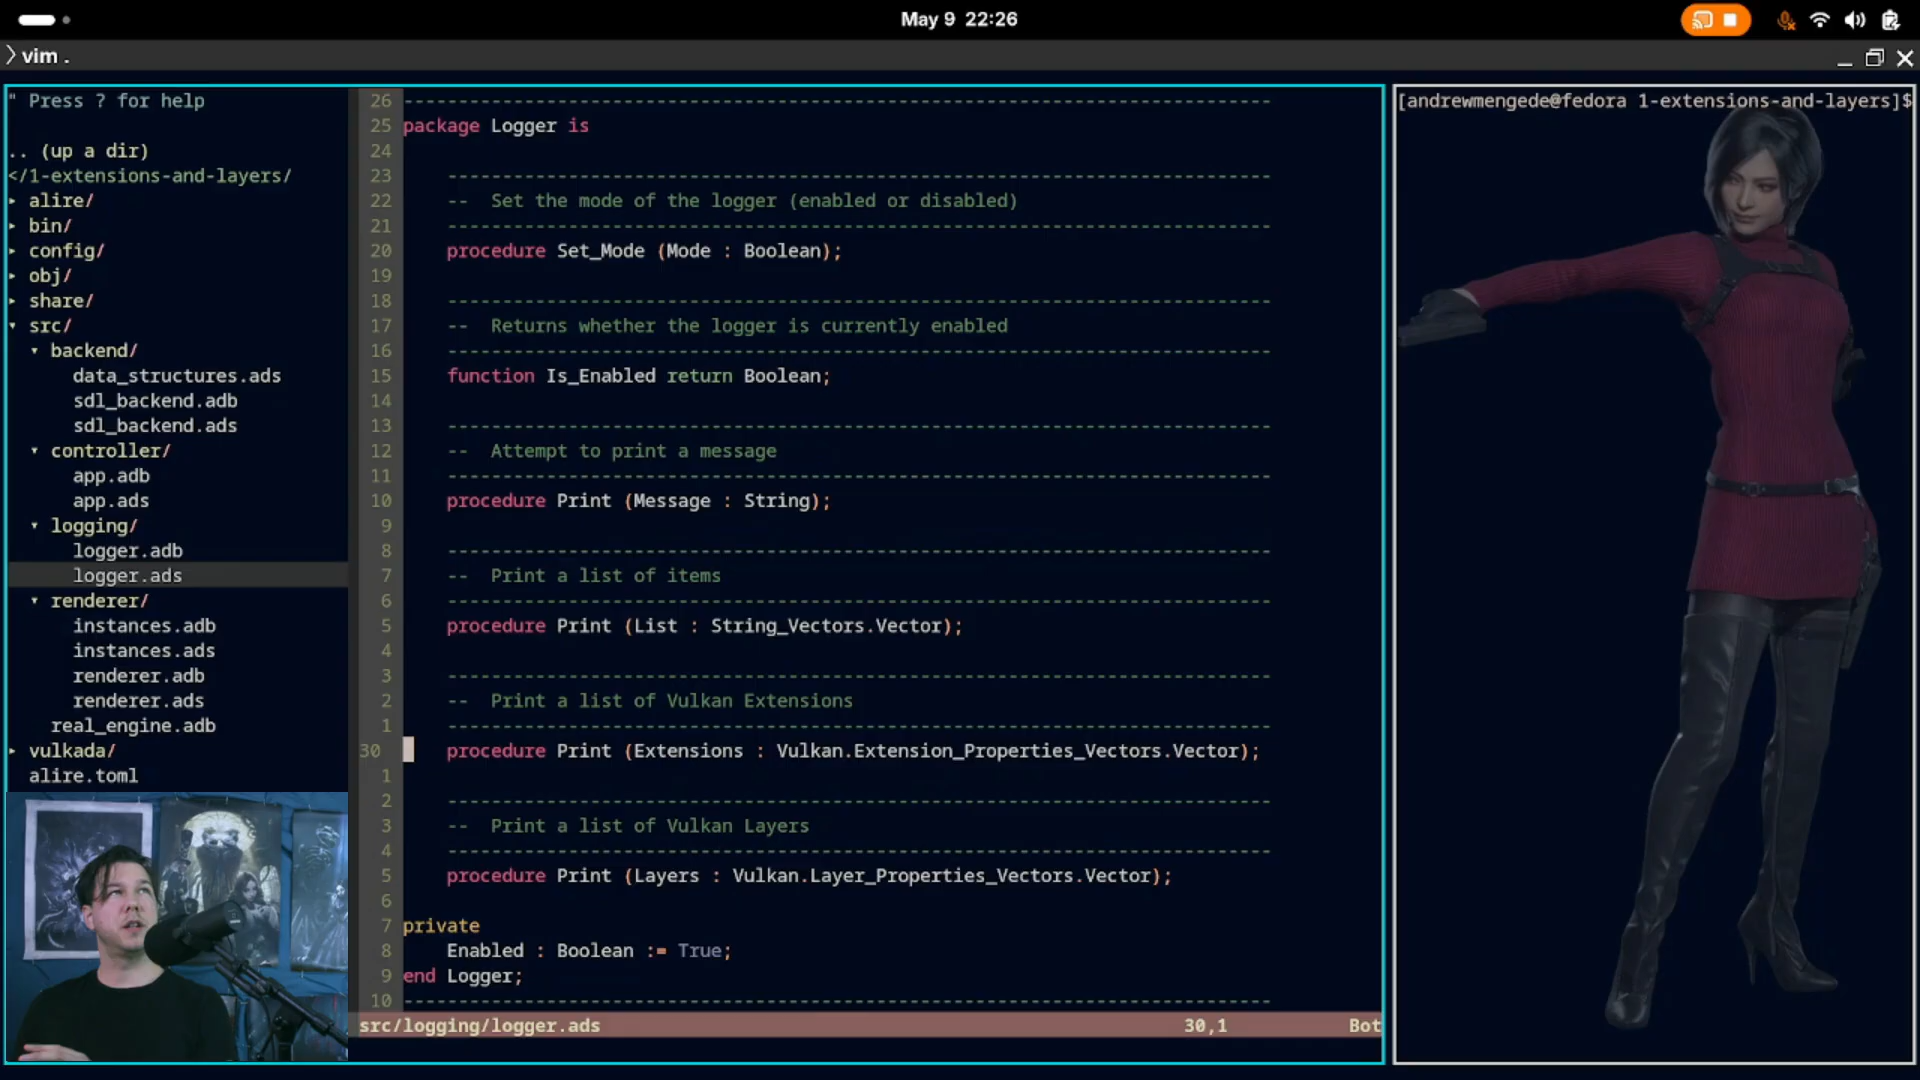 May 9 22:26
vim .
" Press ? for help
.. (up a dir)
</1-extensions-and-layers/
▸ alire/
▸ bin/
▸ config/
▸ obj/
▸ share/
▾ src/
▾ backend/
data_structures.ads
sdl_backend.adb
sdl_backend.ads
▾ controller/
app.adb
app.ads
▾ logging/
logger.adb
logger.ads
▾ renderer/
instances.adb
instances.ads
renderer.adb
renderer.ads
real_engine.adb
▸ vulkada/
alire.toml
26 ---------------------------------------------------------------------------
25 package Logger is
24
23 ---------------------------------------------------------------------------
22 -- Set the mode of the logger (enabled or disabled)
21 ---------------------------------------------------------------------------
20 procedure Set_Mode (Mode : Boolean);
19
18 ---------------------------------------------------------------------------
17 -- Returns whether the logger is currently enabled
16 ---------------------------------------------------------------------------
15 function Is_Enabled return Boolean;
14
13 ---------------------------------------------------------------------------
12 -- Attempt to print a message
11 ---------------------------------------------------------------------------
10 procedure Print (Message : String);
9
8 ---------------------------------------------------------------------------
7 -- Print a list of items
6 ---------------------------------------------------------------------------
5 procedure Print (List : String_Vectors.Vector);
4
3 ---------------------------------------------------------------------------
2 -- Print a list of Vulkan Extensions
1 ---------------------------------------------------------------------------
30 procedure Print (Extensions : Vulkan.Extension_Properties_Vectors.Vector);
1
2 ---------------------------------------------------------------------------
3 -- Print a list of Vulkan Layers
4 ---------------------------------------------------------------------------
5 procedure Print (Layers : Vulkan.Layer_Properties_Vectors.Vector);
6
7 private
8 Enabled : Boolean := True;
9 end Logger;
10 ---------------------------------------------------------------------------
src/logging/logger.ads 30,1 Bot
[andrewmengede@fedora 1-extensions-and-layers]$